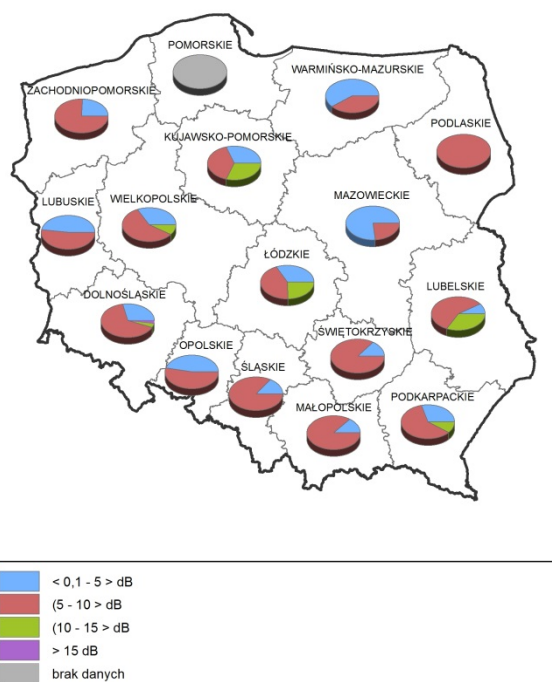 POMORSKIE
WARMIŃSKO-MAZURSKIE
ZACHODNIOPOMORSKIE
PODLASKIE
KUJAWSKO-POMORSKIE
MAZOWIECKIE
LUBUSKIE
WIELKOPOLSKIE
ŁÓDZKIE
LUBELSKIE
DOLNOŚLĄSKIE
ŚWIĘTOKRZYSKIE
OPOLSKIE
ŚLĄSKIE
PODKARPACKIE
MAŁOPOLSKIE
< 0,1 - 5 > dB
(5 - 10 > dB
(10 - 15 > dB
> 15 dB
brak danych